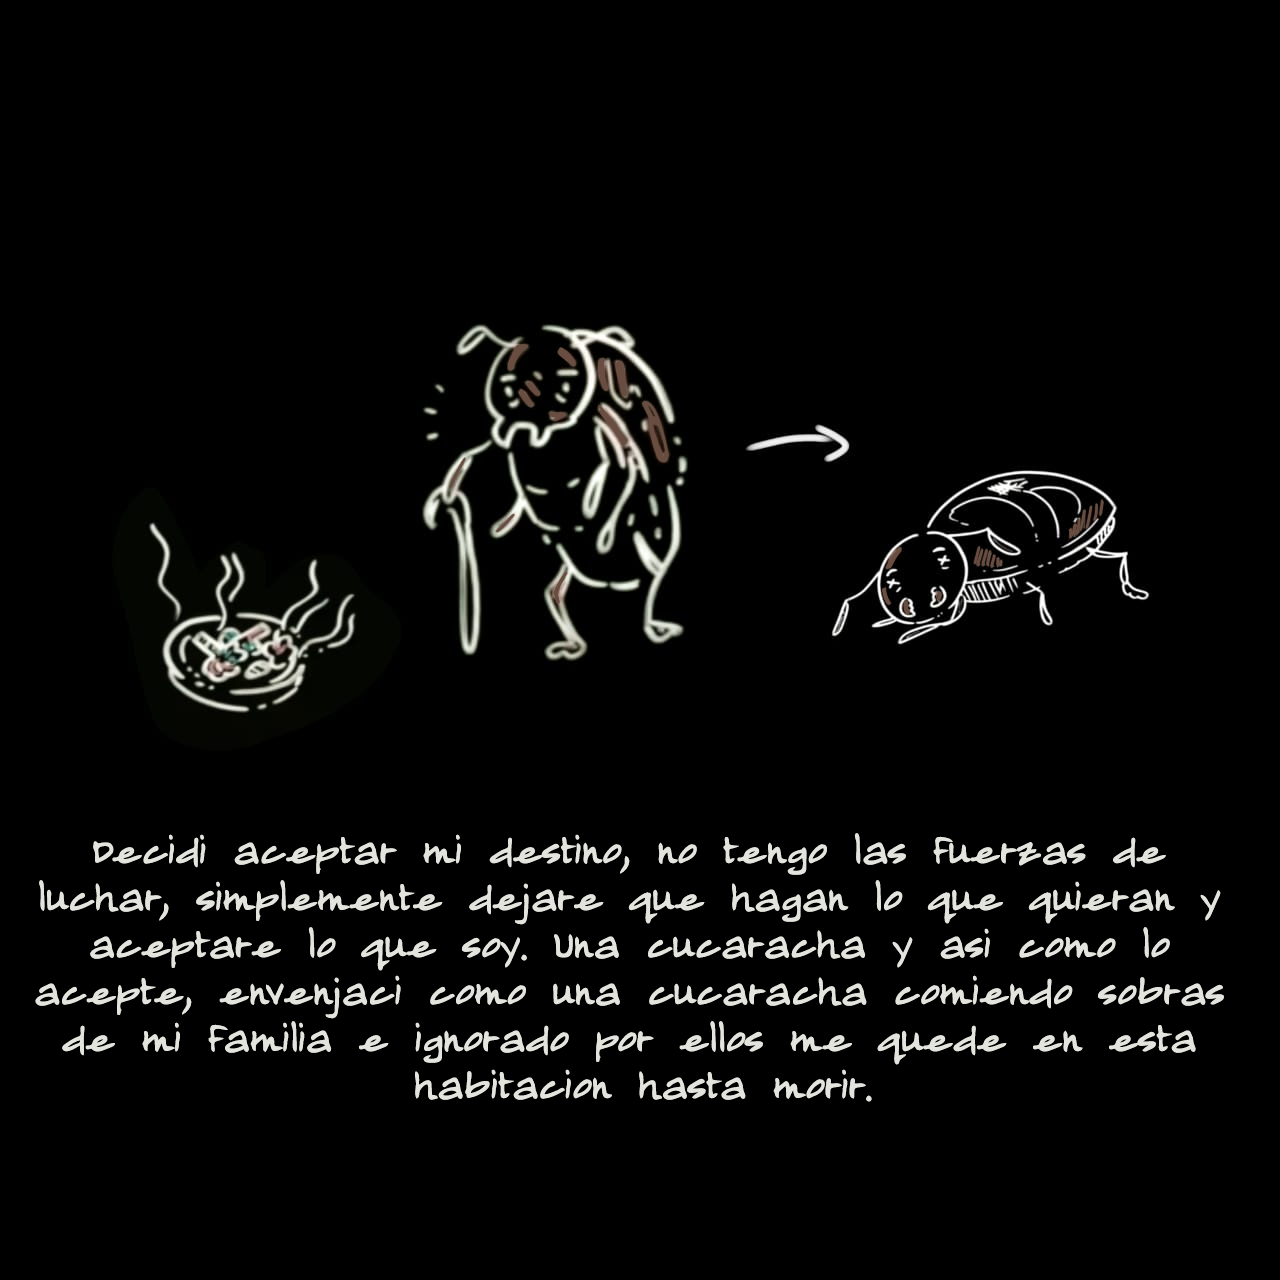 Decidi aceptar mi destino, no tengo las fuerzas de
luchar, simplemente dejare que hagan lo que quieran y
aceptare lo que soy. Una cucaracha y asi como lo
acepte, envenjaci como una cucaracha comiendo sobras
de mi familia e ignorado por ellos me quede en esta
habitacion hasta morir.